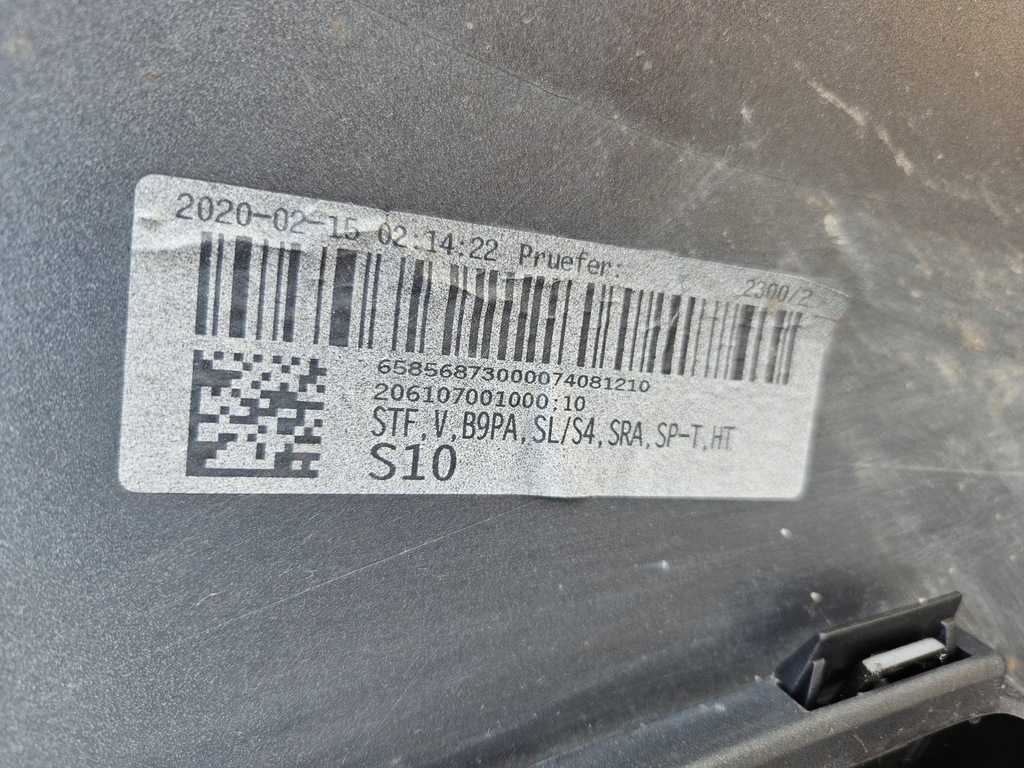 2020-02-15 02:14:22 Pruefer: 2300/2
65856873000074081210
206107001000;10
STF,V,B9PA,SL/S4,SRA,SP-T,HT
S10